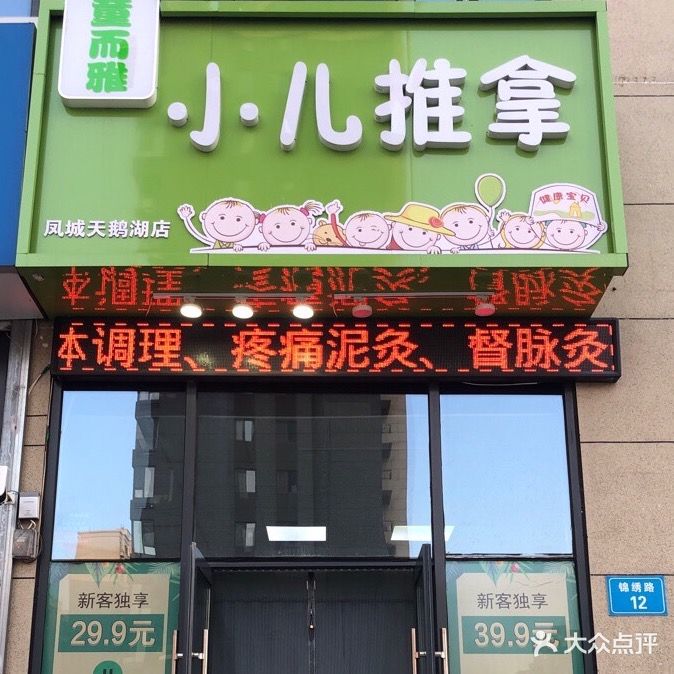 童而雅
小儿推拿
健康宝贝
凤城天鹅湖店
本调理、疼痛泥灸、督脉灸
新客独享
29.9元
新客独享
39.9元
锦绣路
12
大众点评